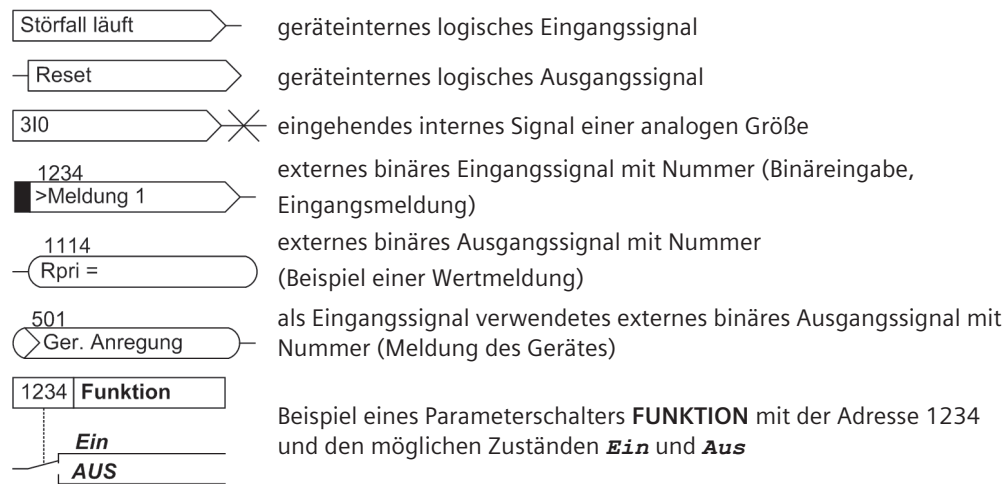 Störfall läuft
geräteinternes logisches Eingangssignal
Reset
geräteinternes logisches Ausgangssignal
3I0
eingehendes internes Signal einer analogen Größe
1234
>Meldung 1
externes binäres Eingangssignal mit Nummer (Binäreingabe,
Eingangsmeldung)
1114
Rpri =
externes binäres Ausgangssignal mit Nummer
(Beispiel einer Wertmeldung)
501
Ger. Anregung
als Eingangssignal verwendetes externes binäres Ausgangssignal mit
Nummer (Meldung des Gerätes)
1234 Funktion
Ein
AUS
Beispiel eines Parameterschalters FUNKTION mit der Adresse 1234
und den möglichen Zuständen Ein und Aus